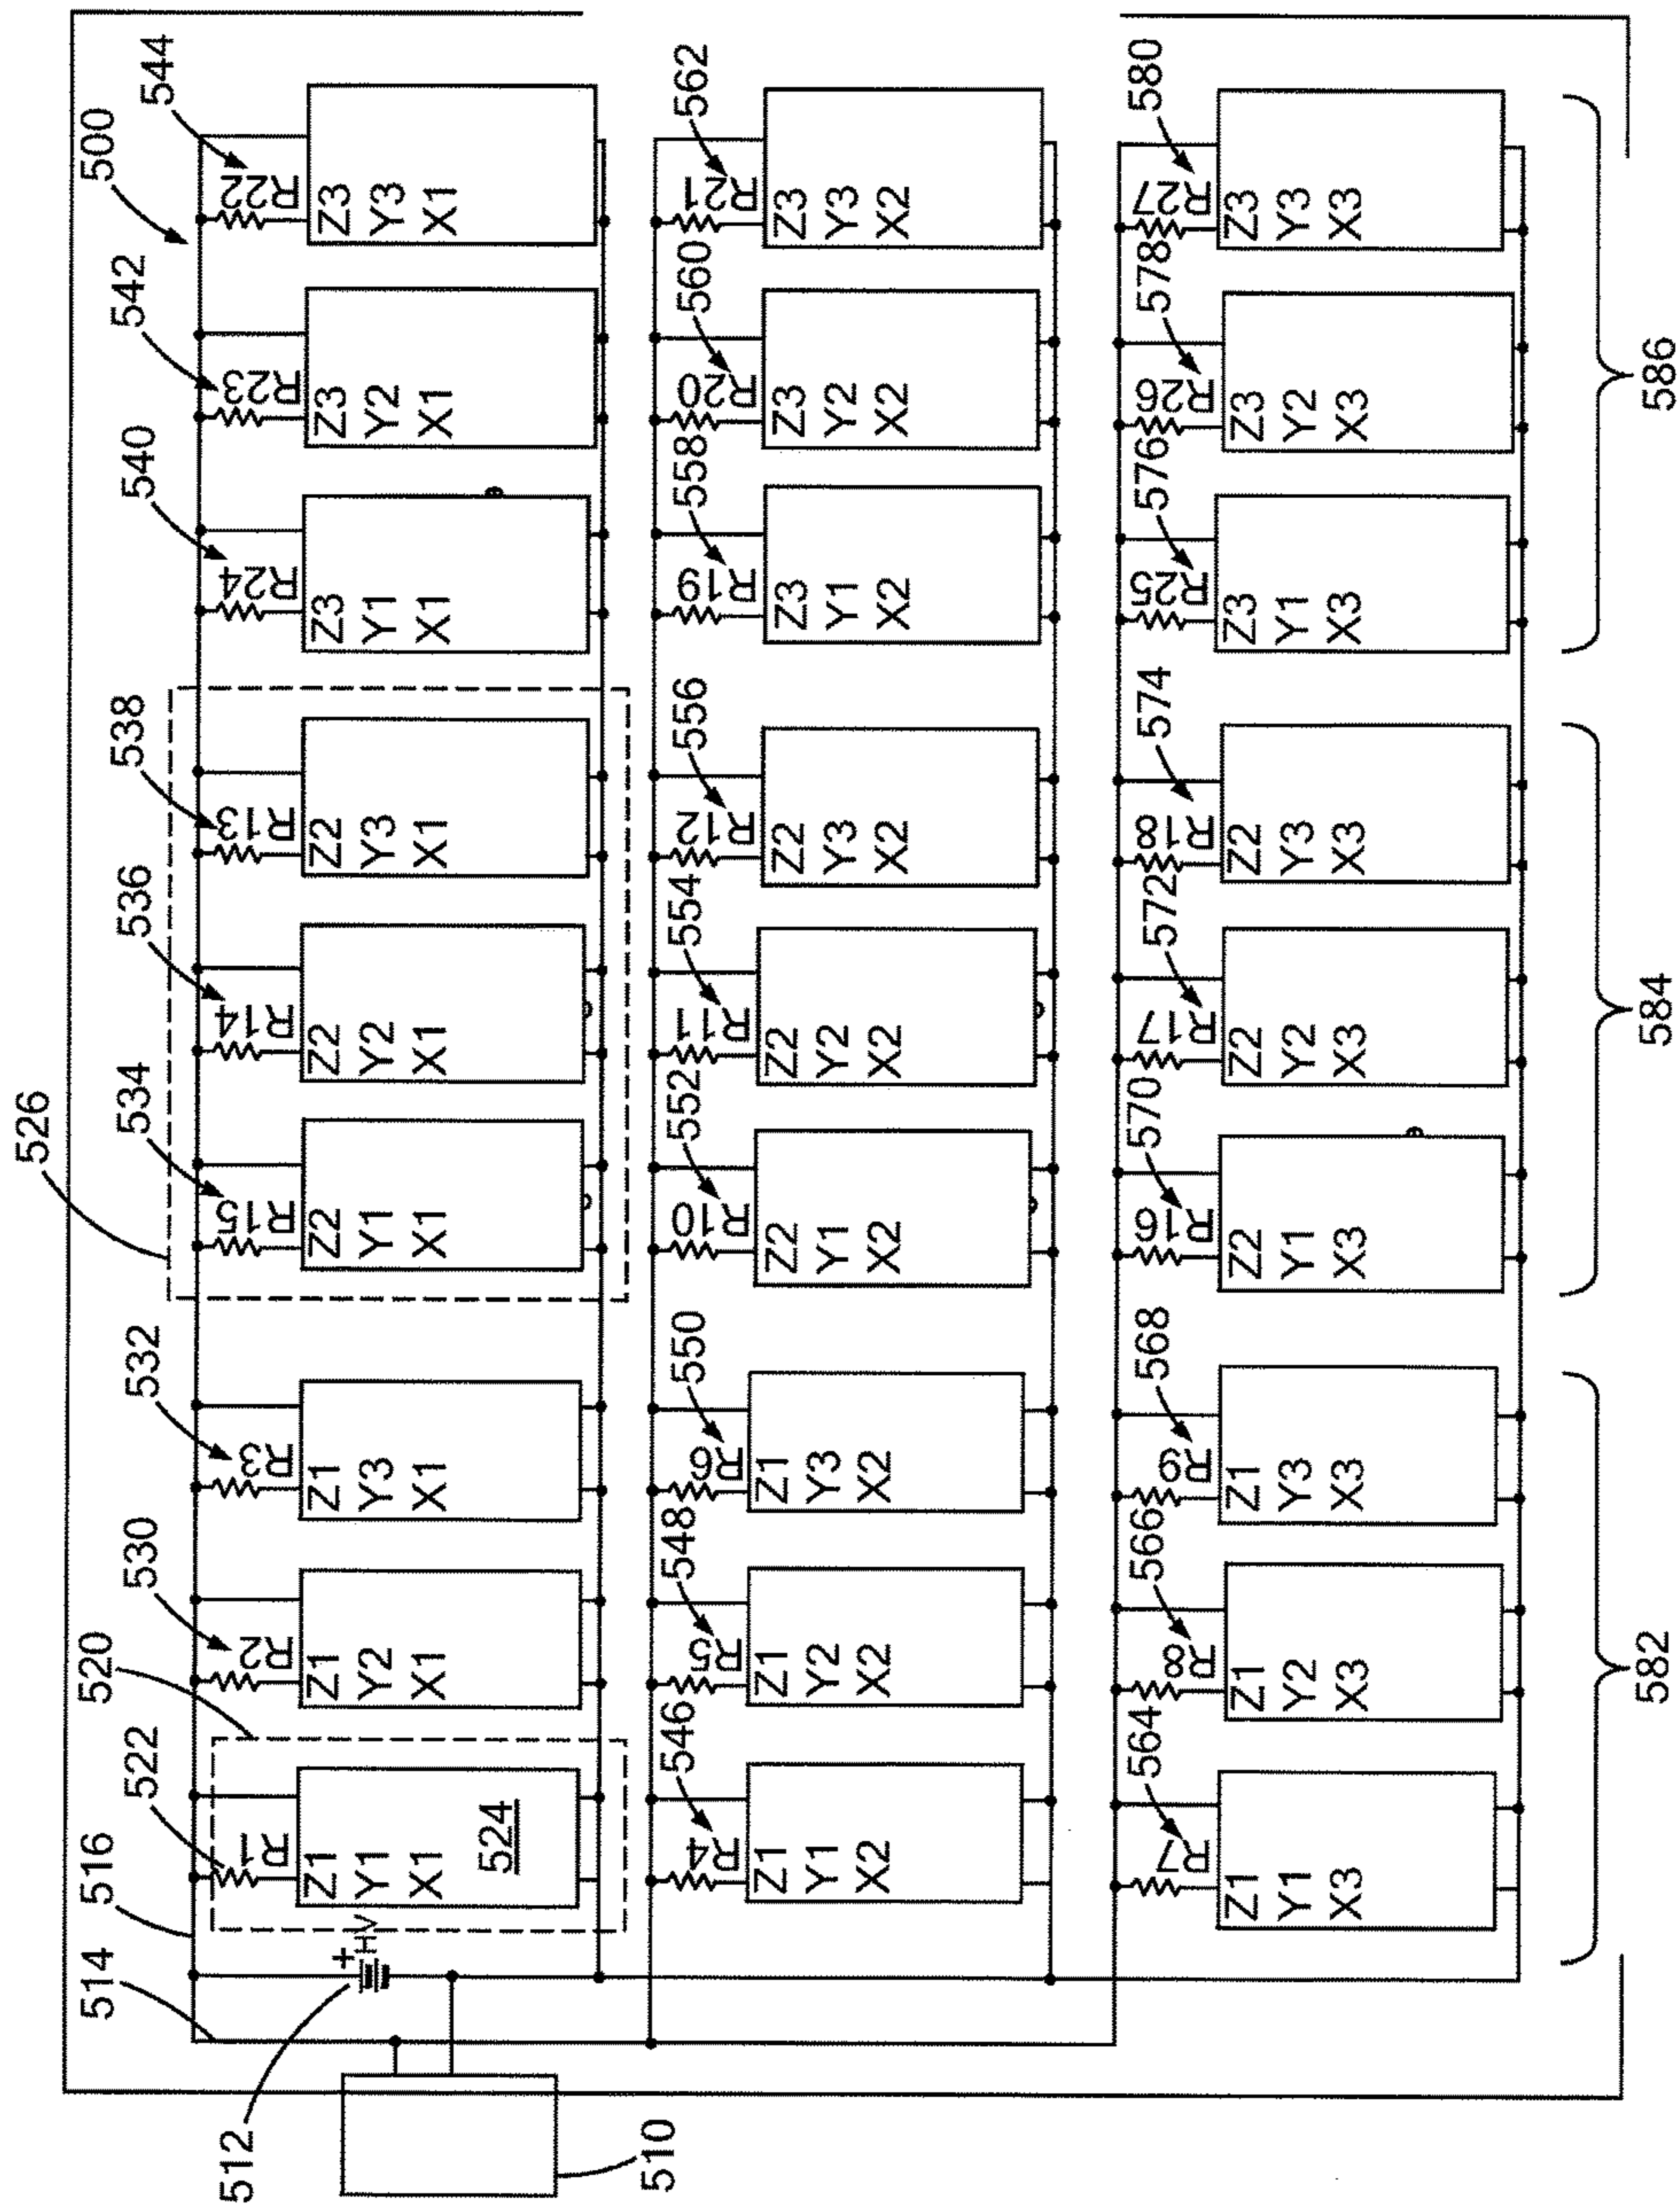 500
526
520
544
542
540
538
536
534
532
530
522
516
514
512
510
R1
Z1
Y1
X1
524
+
HV
R2
Z1
Y2
X1
R3
Z1
Y3
X1
R15
Z2
Y1
X1
R14
Z2
Y2
X1
R13
Z2
Y3
X1
R24
Z3
Y1
X1
R23
Z3
Y2
X1
R22
Z3
Y3
X1
546
R4
Z1
Y1
X2
548
R5
Z1
Y2
X2
550
R6
Z1
Y3
X2
552
R10
Z2
Y1
X2
554
R11
Z2
Y2
X2
556
R12
Z2
Y3
X2
558
R19
Z3
Y1
X2
560
R20
Z3
Y2
X2
562
R21
Z3
Y3
X2
564
R7
Z1
Y1
X3
566
R8
Z1
Y2
X3
568
R9
Z1
Y3
X3
570
R16
Z2
Y1
X3
572
R17
Z2
Y2
X3
574
R18
Z2
Y3
X3
576
R25
Z3
Y1
X3
578
R26
Z3
Y2
X3
580
R27
Z3
Y3
X3
582
584
586